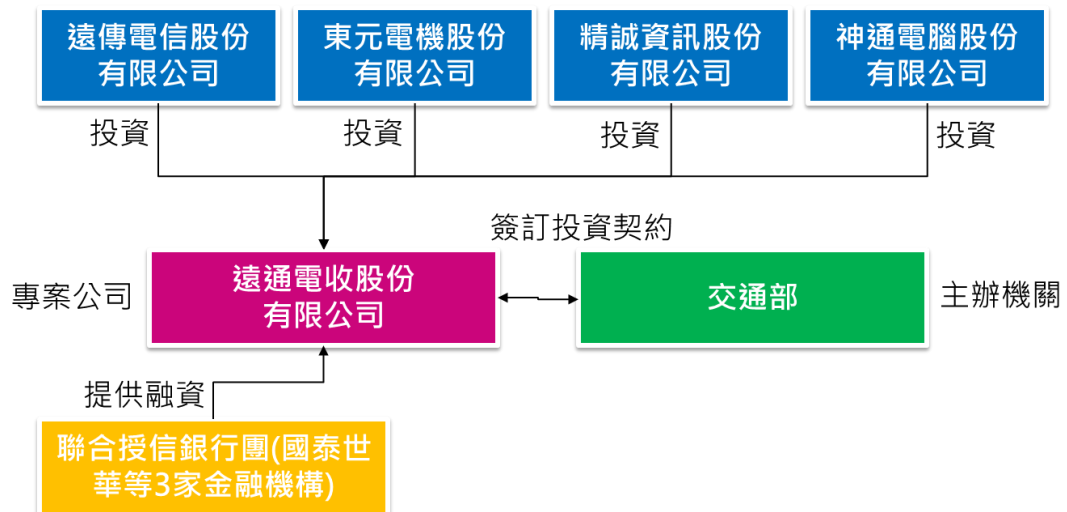 遠傳電信股份
有限公司
東元電機股份
有限公司
精誠資訊股份
有限公司
神通電腦股份
有限公司
投資
投資
投資
投資
簽訂投資契約
專案公司
遠通電收股份
有限公司
交通部
主辦機關
提供融資
聯合授信銀行團(國泰世
華等3家金融機構)